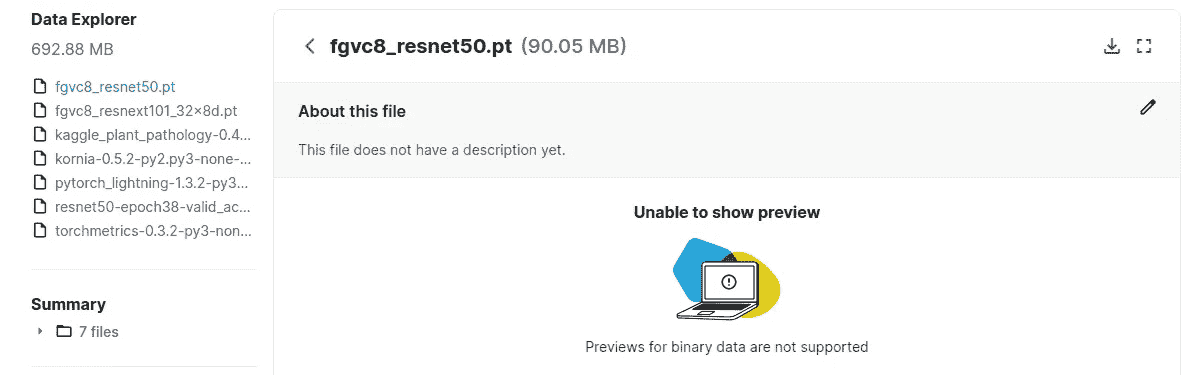 Data Explorer
692.88 MB
fgvc8_resnet50.pt
fgvc8_resnext101_32x8d.pt
kaggle_plant_pathology-0.4...
kornia-0.5.2-py2.py3-none-...
pytorch_lightning-1.3.2-py3...
resnet50-epoch38-valid_ac...
torchmetrics-0.3.2-py3-non...
Summary
7 files
fgvc8_resnet50.pt (90.05 MB)
About this file
This file does not have a description yet.
Unable to show preview
Previews for binary data are not supported